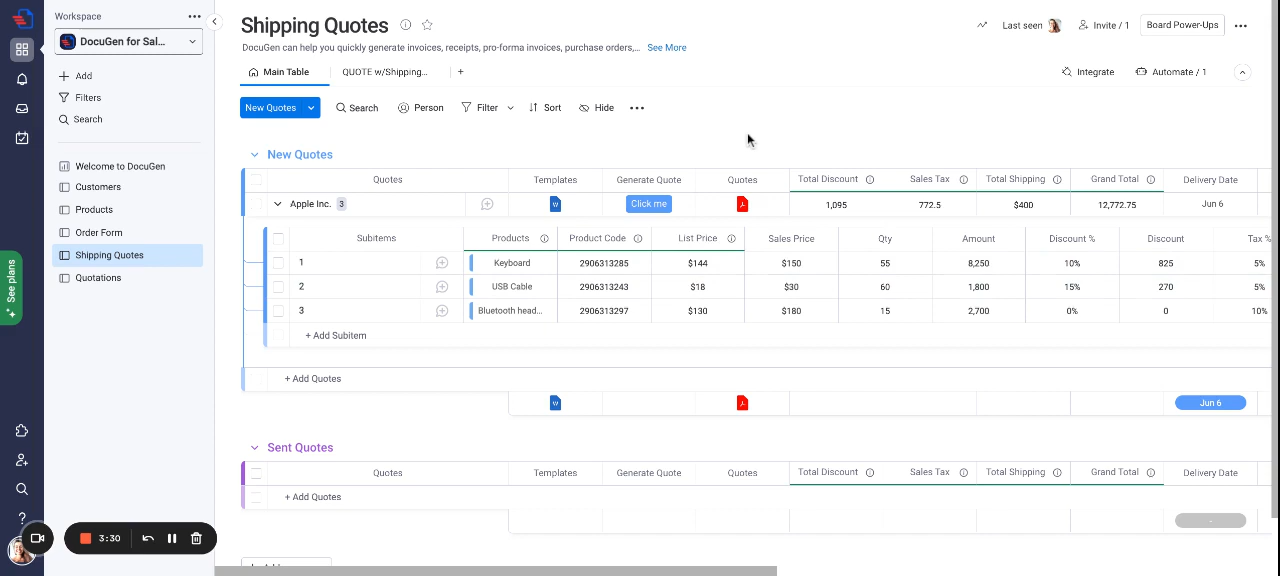 Workspace
DocuGen for Sal...
Add
Filters
Search
Welcome to DocuGen
Customers
Products
Order Form
Shipping Quotes
Quotations
See plans
?
3:30
Shipping Quotes
Last seen
Invite / 1
Board Power-Ups
DocuGen can help you quickly generate invoices, receipts, pro-forma invoices, purchase orders,... See More
Main Table
QUOTE w/Shipping...
+
Integrate
Automate / 1
New Quotes
Search
Person
Filter
Sort
Hide
New Quotes
Quotes Templates Generate Quote Quotes Total Discount Sales Tax Total Shipping Grand Total Delivery Date
Apple Inc. 3 Click me 1,095 772.5 $400 12,772.75 Jun 6
Subitems Products Product Code List Price Sales Price Qty Amount Discount % Discount Tax %
1 Keyboard 2906313285 $144 $150 55 8,250 10% 825 5%
2 USB Cable 2906313243 $18 $30 60 1,800 15% 270 5%
3 Bluetooth head... 2906313297 $130 $180 15 2,700 0% 0 10%
+ Add Subitem
+ Add Quotes
Jun 6
Sent Quotes
Quotes Templates Generate Quote Quotes Total Discount Sales Tax Total Shipping Grand Total Delivery Date
+ Add Quotes
-